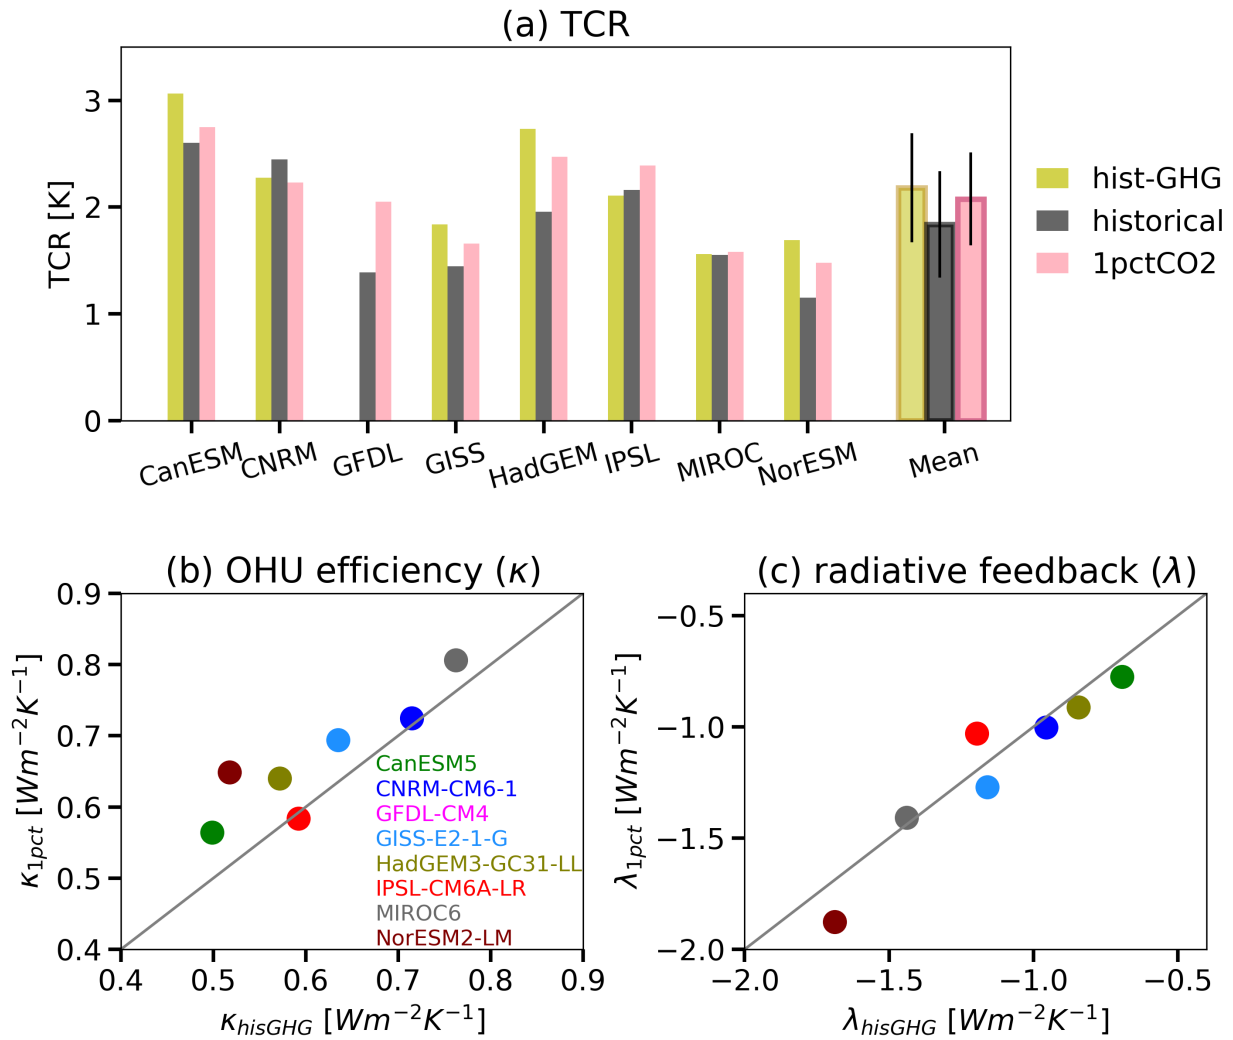 (a) TCR
TCR [K]
3
2
1
0
CanESM CNRM GFDL GISS HadGEM IPSL MIROC NorESM Mean
hist-GHG
historical
1pctCO2
(b) OHU efficiency (κ)
κ1pct [Wm−2K−1]
0.9
0.8
0.7
0.6
0.5
0.4
CanESM5
CNRM-CM6-1
GFDL-CM4
GISS-E2-1-G
HadGEM3-GC31-LL
IPSL-CM6A-LR
MIROC6
NorESM2-LM
0.4 0.5 0.6 0.7 0.8 0.9
κhisGHG [Wm−2K−1]
(c) radiative feedback (λ)
λ1pct [Wm−2K−1]
−0.5
−1.0
−1.5
−2.0
−2.0 −1.5 −1.0 −0.5
λhisGHG [Wm−2K−1]